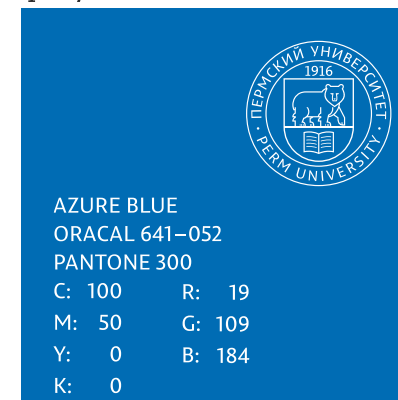 ПЕРМСКИЙ УНИВЕРСИТЕТ
1916
PERM UNIVERSITY
AZURE BLUE
ORACAL 641–052
PANTONE 300
C: 100 R: 19
M: 50 G: 109
Y: 0 B: 184
K: 0